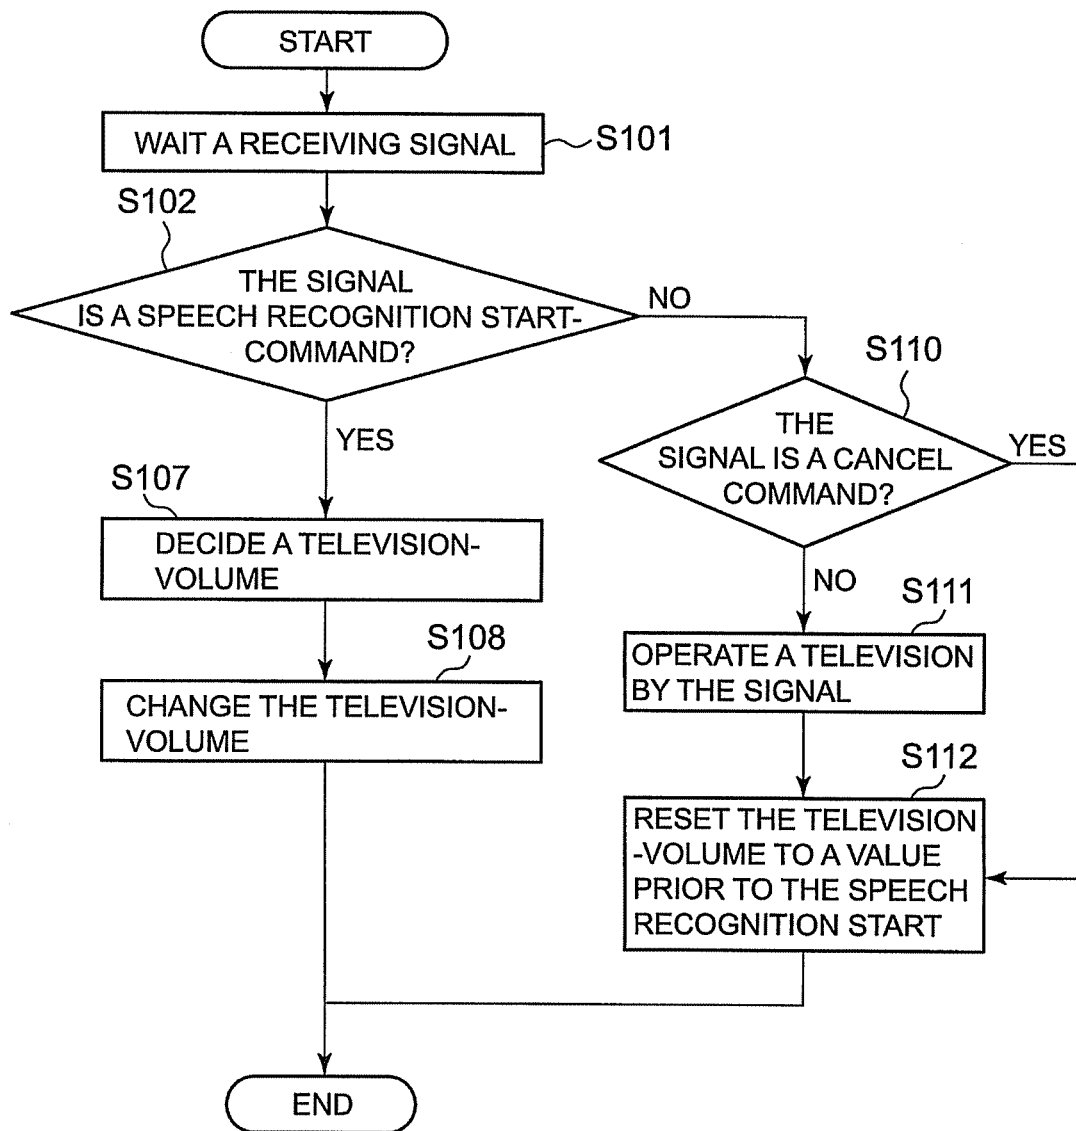 START
WAIT A RECEIVING SIGNAL
S101
S102
THE SIGNAL
IS A SPEECH RECOGNITION START-
COMMAND?
NO
YES
S110
THE
SIGNAL IS A CANCEL
COMMAND?
YES
NO
S107
DECIDE A TELEVISION-
VOLUME
S108
CHANGE THE TELEVISION-
VOLUME
S111
OPERATE A TELEVISION
BY THE SIGNAL
S112
RESET THE TELEVISION
-VOLUME TO A VALUE
PRIOR TO THE SPEECH
RECOGNITION START
END